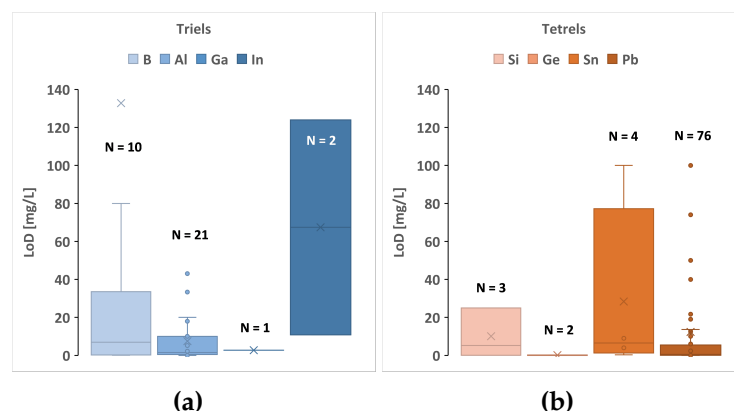 Triels
B Al Ga In
LoD [mg/L]
140
120
100
80
60
40
20
0
N = 10
N = 21
N = 1
N = 2
(a)
Tetrels
Si Ge Sn Pb
LoD [mg/L]
140
120
100
80
60
40
20
0
N = 3
N = 2
N = 4
N = 76
(b)